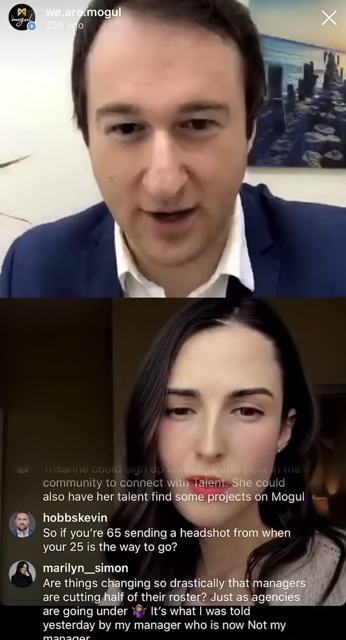 we.are.mogul
23h ago
mogul
community to connect with Talent. She could
also have her talent find some projects on Mogul
hobbskevin
So if you're 65 sending a headshot from when
your 25 is the way to go?
marilyn__simon
Are things changing so drastically that managers
are cutting half of their roster? Just as agencies
are going under 🤷🏽‍♀️ It's what I was told
yesterday by my manager who is now Not my
manager